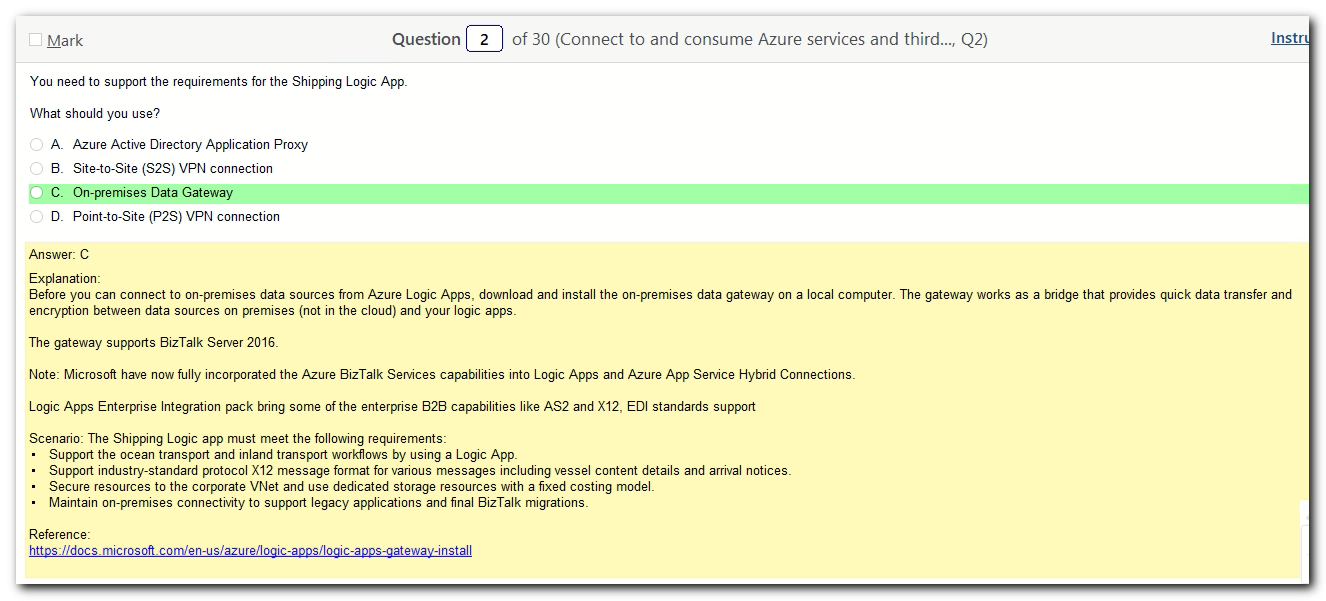 Mark
Question 2 of 30 (Connect to and consume Azure services and third..., Q2)
Instru
You need to support the requirements for the Shipping Logic App.
What should you use?
A. Azure Active Directory Application Proxy
B. Site-to-Site (S2S) VPN connection
C. On-premises Data Gateway
D. Point-to-Site (P2S) VPN connection
Answer: C
Explanation:
Before you can connect to on-premises data sources from Azure Logic Apps, download and install the on-premises data gateway on a local computer. The gateway works as a bridge that provides quick data transfer and
encryption between data sources on premises (not in the cloud) and your logic apps.
The gateway supports BizTalk Server 2016.
Note: Microsoft have now fully incorporated the Azure BizTalk Services capabilities into Logic Apps and Azure App Service Hybrid Connections.
Logic Apps Enterprise Integration pack bring some of the enterprise B2B capabilities like AS2 and X12, EDI standards support
Scenario: The Shipping Logic app must meet the following requirements:
• Support the ocean transport and inland transport workflows by using a Logic App.
• Support industry-standard protocol X12 message format for various messages including vessel content details and arrival notices.
• Secure resources to the corporate VNet and use dedicated storage resources with a fixed costing model.
• Maintain on-premises connectivity to support legacy applications and final BizTalk migrations.
Reference:
https://docs.microsoft.com/en-us/azure/logic-apps/logic-apps-gateway-install